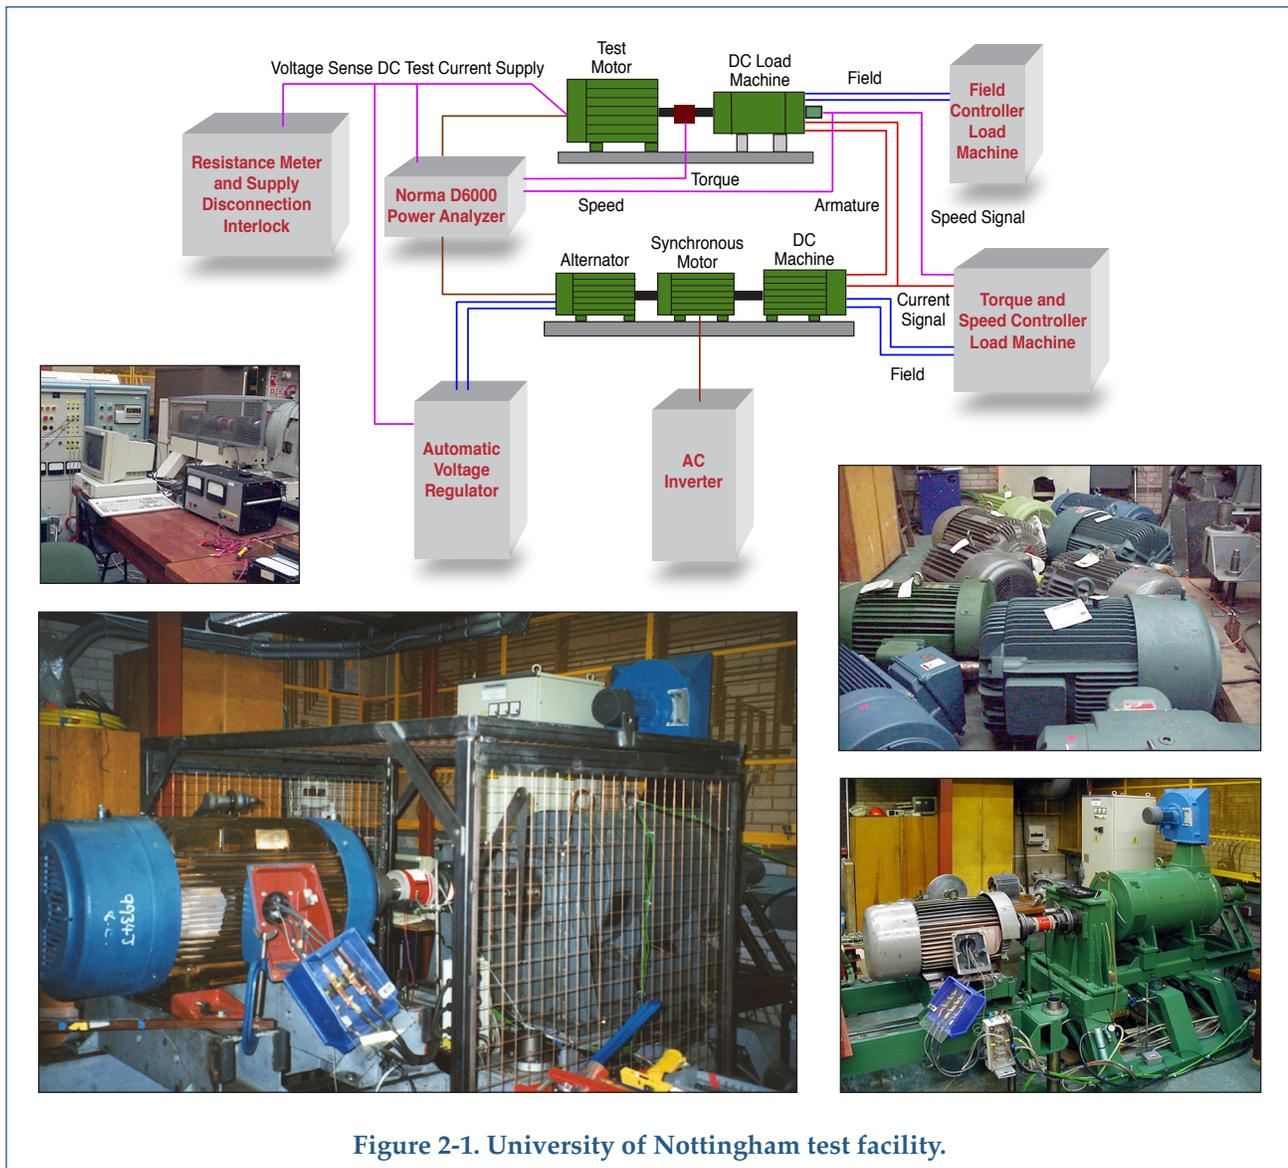 Voltage Sense DC Test Current Supply
Test
Motor
DC Load
Machine
Field
Field
Controller
Load
Machine
Resistance Meter
and Supply
Disconnection
Interlock
Norma D6000
Power Analyzer
Torque
Speed
Armature
Speed Signal
Alternator
Synchronous
Motor
DC
Machine
Current
Signal
Torque and
Speed Controller
Load Machine
Field
Automatic
Voltage
Regulator
AC
Inverter
Figure 2-1. University of Nottingham test facility.